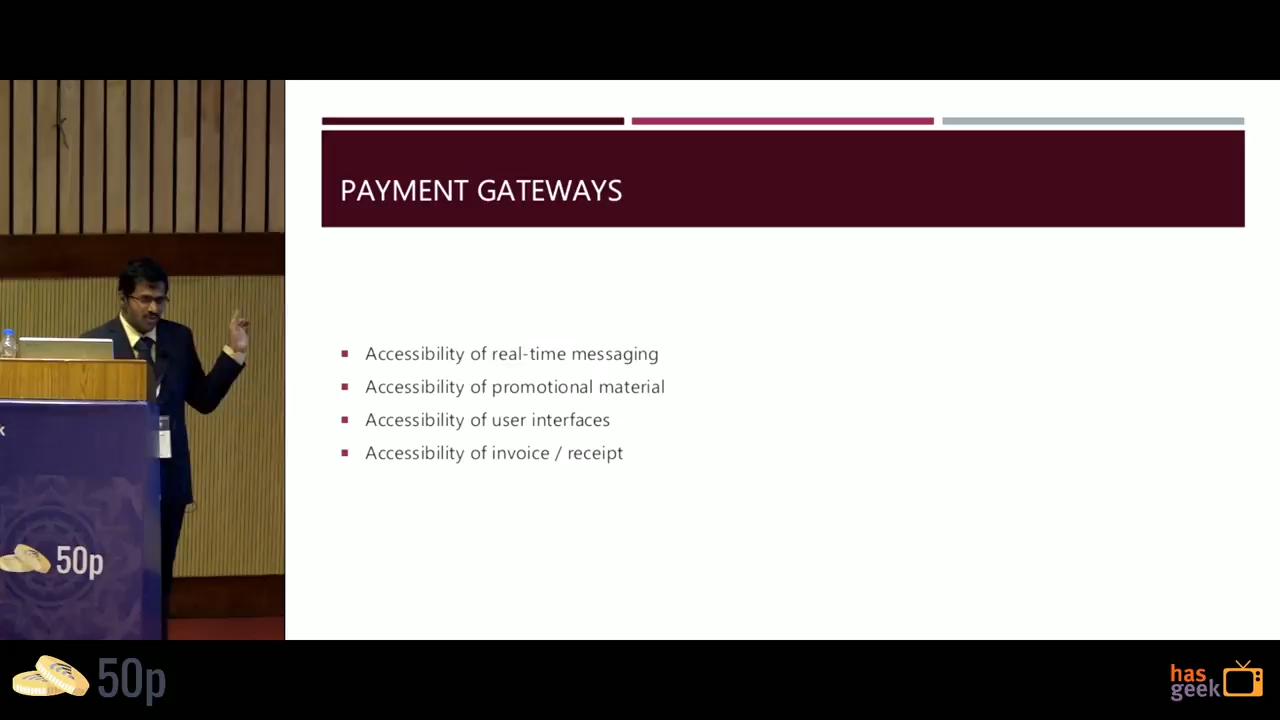 PAYMENT GATEWAYS
Accessibility of real-time messaging
Accessibility of promotional material
Accessibility of user interfaces
Accessibility of invoice / receipt
k
50p
50p
has
geek